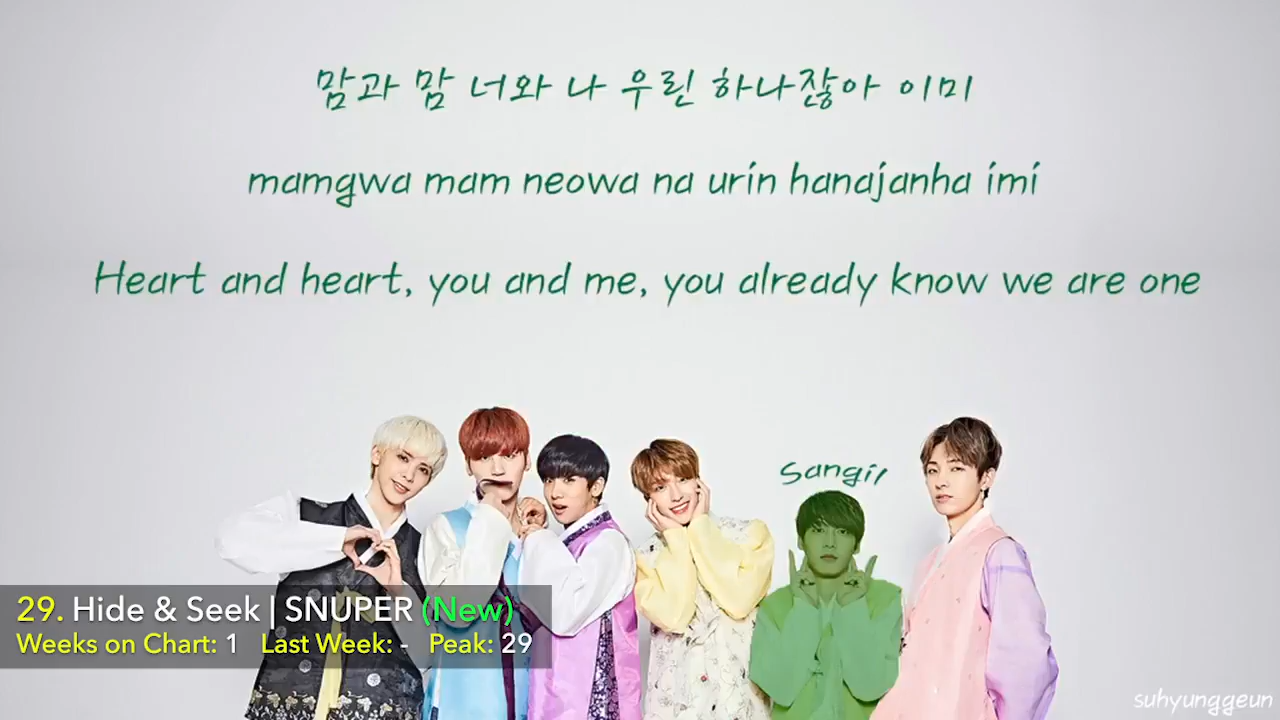 맘과 맘 너와 나 우린 하나잖아 이미
mamgwa mam neowa na urin hanajanha imi
Heart and heart, you and me, you already know we are one
Sangil
29. Hide & Seek | SNUPER (New)
Weeks on Chart: 1 Last Week: - Peak: 29
suhyunggeun